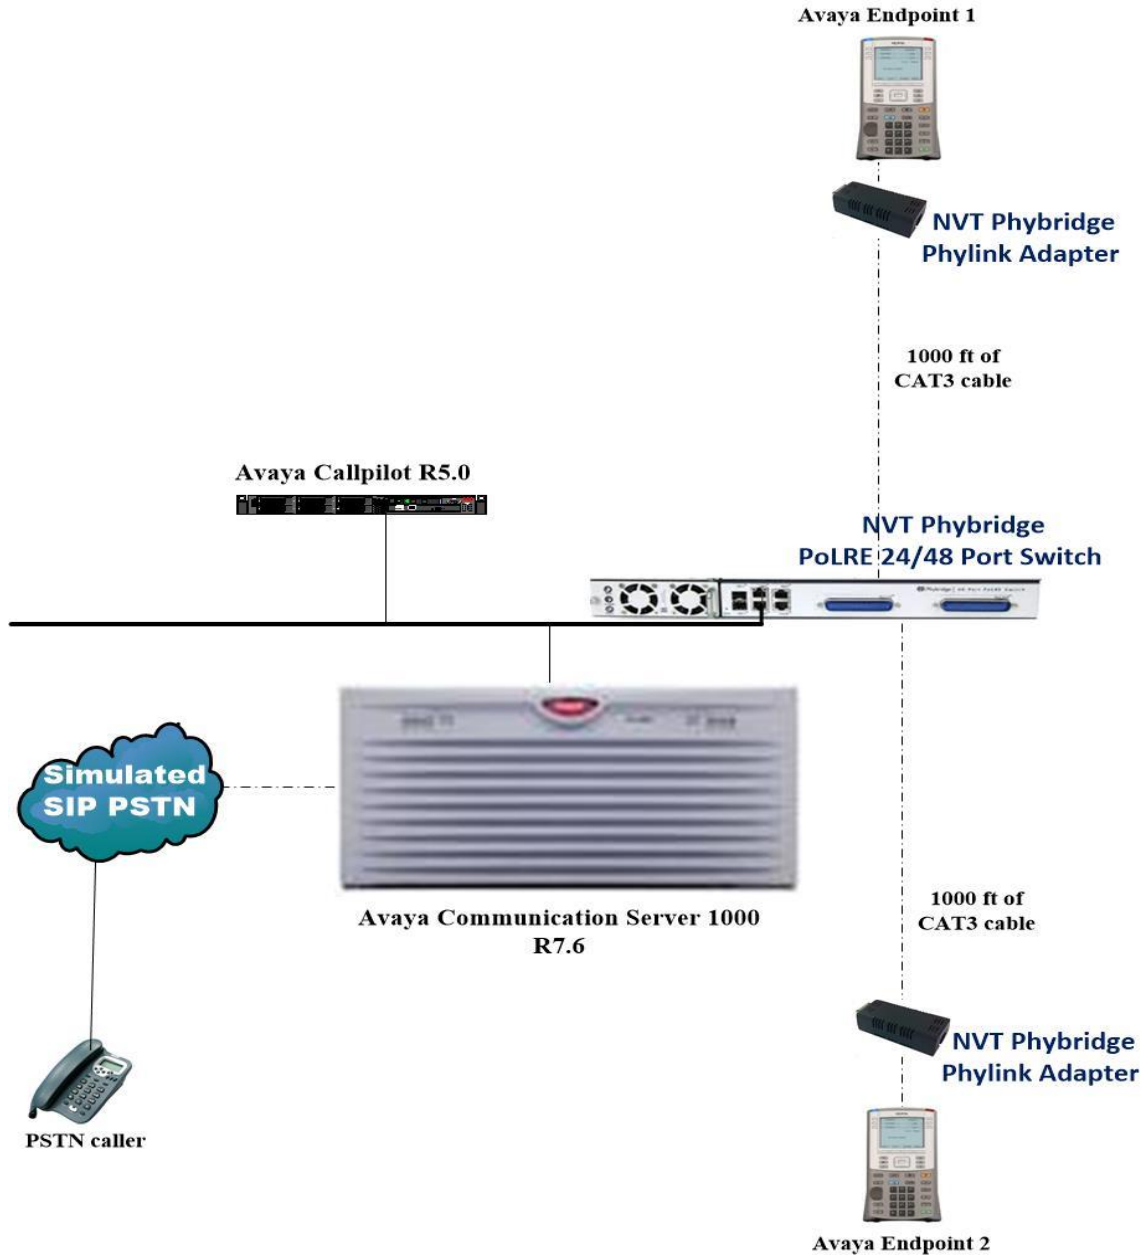 Avaya Endpoint 1
NVT Phybridge
Phylink Adapter
1000 ft of
CAT3 cable
Avaya Callpilot R5.0
NVT Phybridge
PoLRE 24/48 Port Switch
Simulated
SIP PSTN
Avaya Communication Server 1000
R7.6
1000 ft of
CAT3 cable
NVT Phybridge
Phylink Adapter
PSTN caller
Avaya Endpoint 2